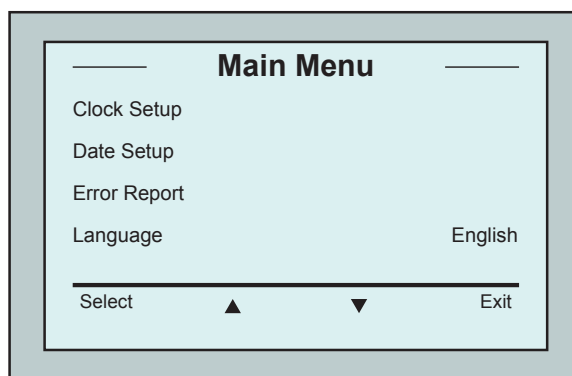 Main Menu
Clock Setup
Date Setup
Error Report
Language English
Select ▲ ▼ Exit